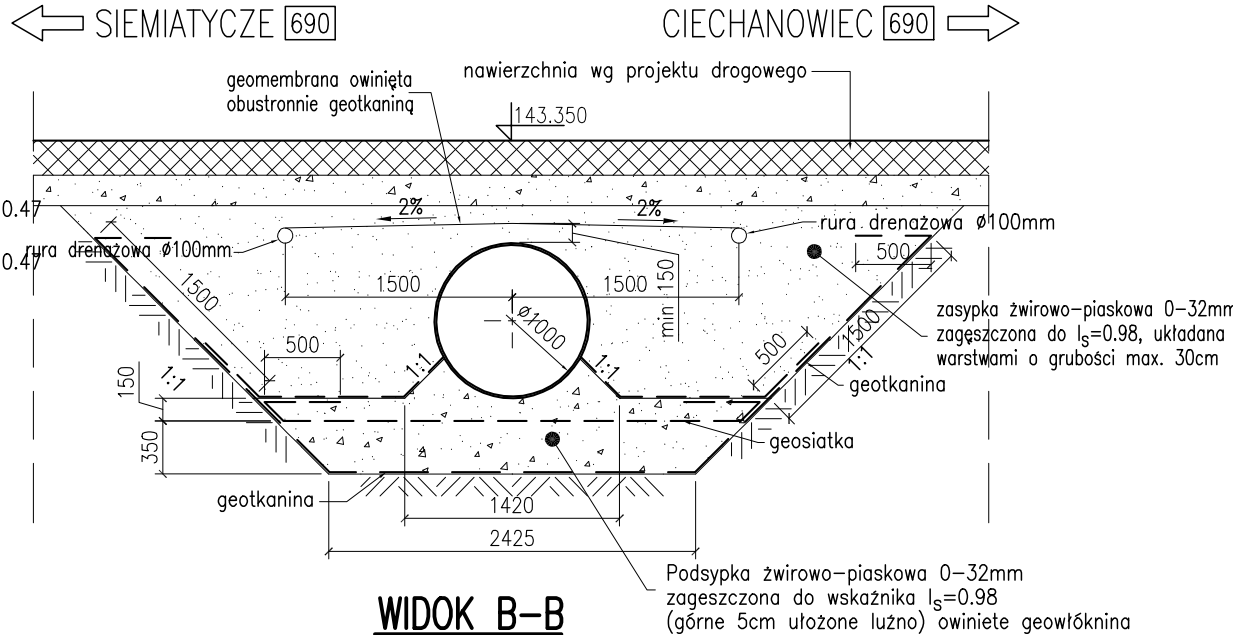 SIEMIATYCZE 690
CIECHANOWIEC 690
geomembrana owinięta
obustronnie geotkaniną
nawierzchnia wg projektu drogowego
143.350
2%
2%
0.47
rura drenażowa Ø100mm
rura drenażowa Ø100mm
0.47
500
1500
1500
1500
min 150
zasypka żwirowo-piaskowa 0-32mm
zagęszczona do Is=0.98, układana
warstwami o grubości max. 30cm
Ø1000
500
500
1500
1:1
1:1
1:1
1:1
geotkanina
150
350
geosiatka
geotkanina
1420
2425
Podsypka żwirowo-piaskowa 0-32mm
zagęszczona do wskaźnika Is=0.98
(górne 5cm ułożone luźno) owiniete geowłóknina
WIDOK B-B